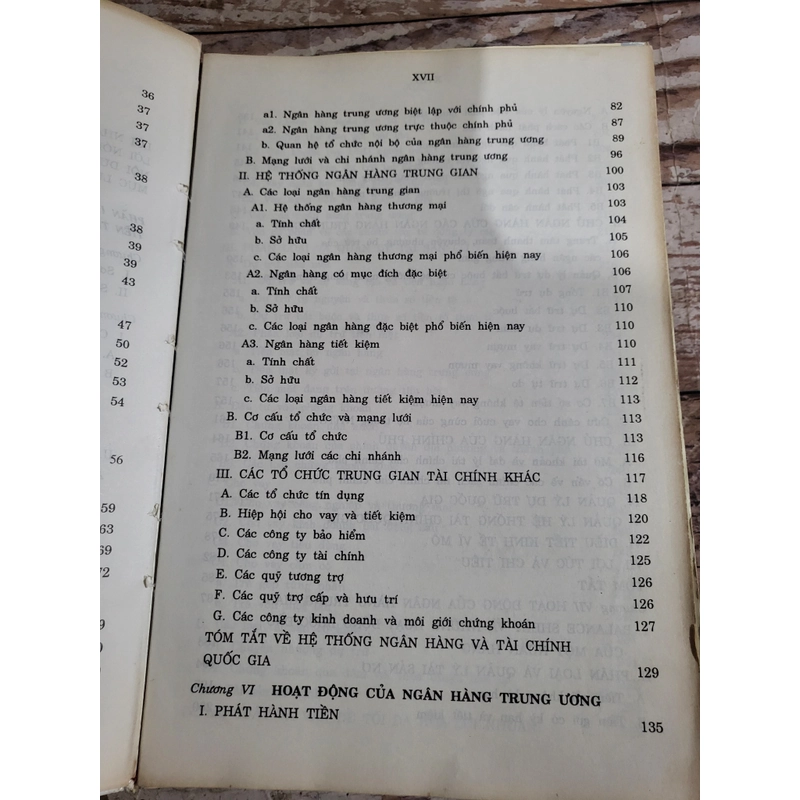 36
37
37
37
38
38
39
39
43
47
50
52
53
54
56
59
63
69
72
XVII
a1. Ngân hàng trung ương biệt lập với chính phủ 82
a2. Ngân hàng trung ương trực thuộc chính phủ 87
b. Quan hệ tổ chức nội bộ của ngân hàng trung ương 89
B. Mạng lưới và chi nhánh ngân hàng trung ương 96
II. HỆ THỐNG NGÂN HÀNG TRUNG GIAN 100
A. Các loại ngân hàng trung gian 103
A1. Hệ thống ngân hàng thương mại 103
a. Tính chất 104
b. Sở hữu 105
c. Các loại ngân hàng thương mại phổ biến hiện nay 106
A2. Ngân hàng có mục đích đặc biệt 106
a. Tính chất 107
b. Sở hữu 110
c. Các loại ngân hàng đặc biệt phổ biến hiện nay 110
A3. Ngân hàng tiết kiệm 110
a. Tính chất 111
b. Sở hữu 112
c. Các loại ngân hàng tiết kiệm hiện nay 113
B. Cơ cấu tổ chức và mạng lưới 113
B1. Cơ cấu tổ chức 113
B2. Mạng lưới các chi nhánh 116
III. CÁC TỔ CHỨC TRUNG GIAN TÀI CHÍNH KHÁC 117
A. Các tổ chức tín dụng 118
B. Hiệp hội cho vay và tiết kiệm 120
C. Các công ty bảo hiểm 122
D. Các công ty tài chính 125
E. Các quỹ tương trợ 126
F. Các quỹ trợ cấp và hưu trí 126
G. Các công ty kinh doanh và môi giới chứng khoán 127
TÓM TẮT VỀ HỆ THỐNG NGÂN HÀNG VÀ TÀI CHÍNH
QUỐC GIA 129
Chương VI HOẠT ĐỘNG CỦA NGÂN HÀNG TRUNG ƯƠNG
I. PHÁT HÀNH TIỀN 135